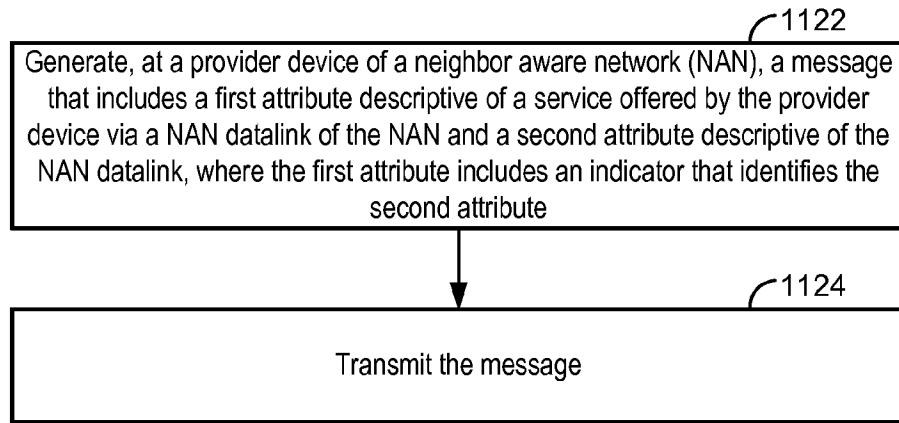 1122
Generate, at a provider device of a neighbor aware network (NAN), a message
that includes a first attribute descriptive of a service offered by the provider
device via a NAN datalink of the NAN and a second attribute descriptive of the
NAN datalink, where the first attribute includes an indicator that identifies the
second attribute
1124
Transmit the message